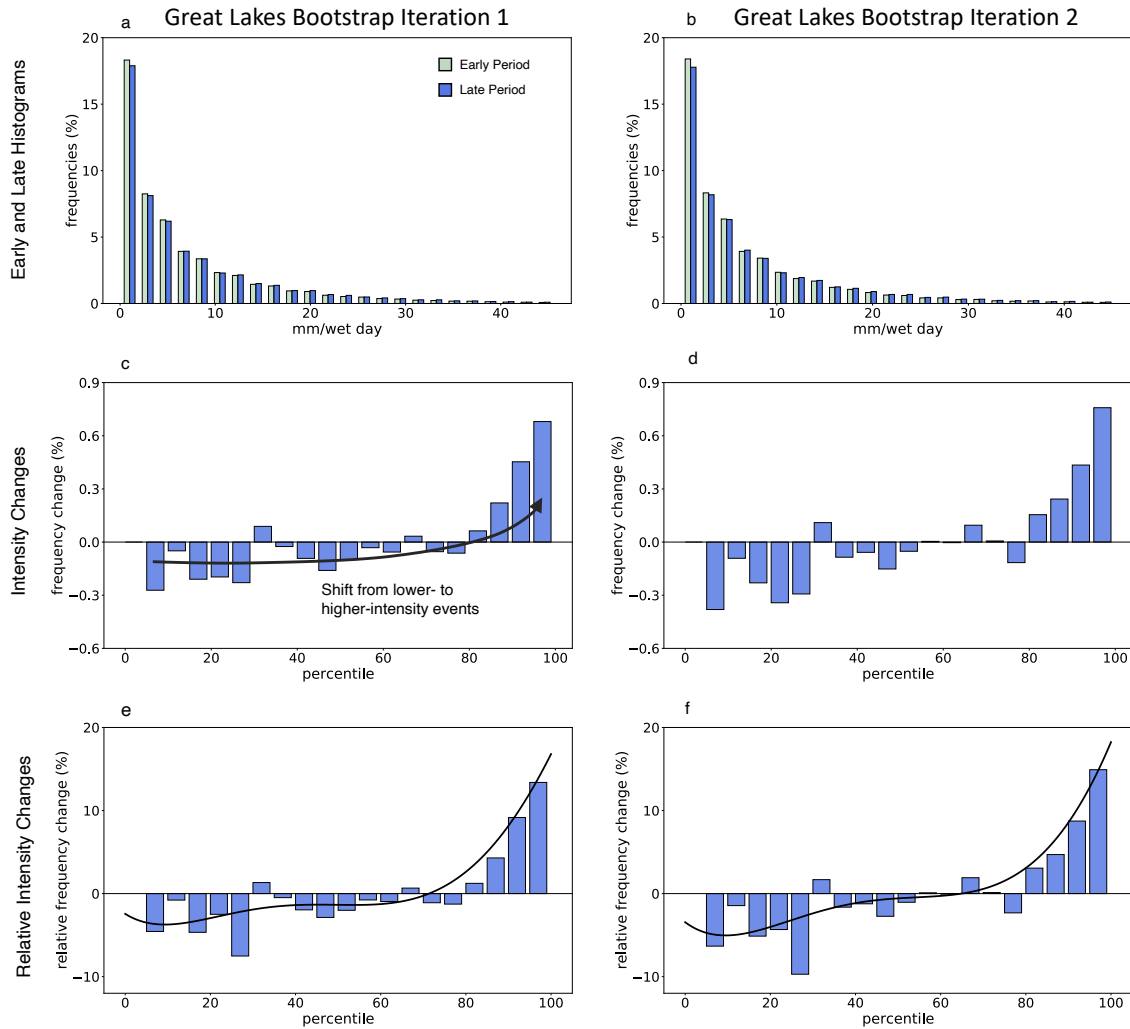 Great Lakes Bootstrap Iteration 1
Great Lakes Bootstrap Iteration 2
Early and Late Histograms
a
frequencies (%)
20
15
10
5
0
Early Period
Late Period
0 10 20 30 40
mm/wet day
b
frequencies (%)
20
15
10
5
0
0 10 20 30 40
mm/wet day
Intensity Changes
c
frequency change (%)
0.9
0.6
0.3
0.0
−0.3
−0.6
Shift from lower- to
higher-intensity events
0 20 40 60 80 100
percentile
d
frequency change (%)
0.9
0.6
0.3
0.0
−0.3
−0.6
0 20 40 60 80 100
percentile
Relative Intensity Changes
e
relative frequency change (%)
20
10
0
−10
0 20 40 60 80 100
percentile
f
relative frequency change (%)
20
10
0
−10
0 20 40 60 80 100
percentile